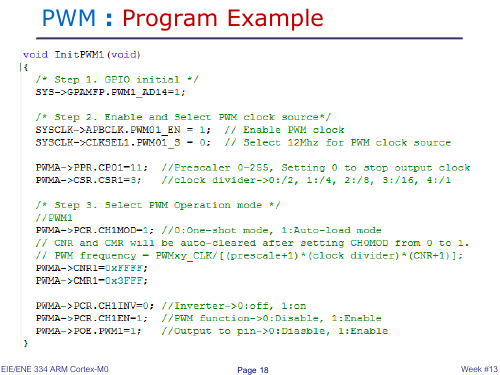 PWM : Program Example
void InitPWM1(void)
{
/* Step 1. GPIO initial */
SYS->GPAMFP.PWM1_AD14=1;
/* Step 2. Enable and Select PWM clock source*/
SYSCLK->APBCLK.PWM01_EN = 1; // Enable PWM clock
SYSCLK->CLKSEL1.PWM01_S = 0; // Select 12Mhz for PWM clock source
PWMA->PPR.CP01=11; //Prescaler 0~255, Setting 0 to stop output clock
PWMA->CSR.CSR1=3; //clock divider->0:/2, 1:/4, 2:/8, 3:/16, 4:/1
/* Step 3. Select PWM Operation mode */
//PWM1
PWMA->PCR.CH1MOD=1; //0:One-shot mode, 1:Auto-load mode
// CNR and CMR will be auto-cleared after setting CH0MOD from 0 to 1.
// PWM frequency = PWMxy_CLK/[(prescale+1)*(clock divider)*(CNR+1)];
PWMA->CNR1=0xFFFF;
PWMA->CMR1=0x3FFF;
PWMA->PCR.CH1INV=0; //Inverter->0:off, 1:on
PWMA->PCR.CH1EN=1; //PWM function->0:Disable, 1:Enable
PWMA->POE.PWM1=1; //Output to pin->0:Diasble, 1:Enable
}
EIE/ENE 334 ARM Cortex-M0 Page 18 Week #13